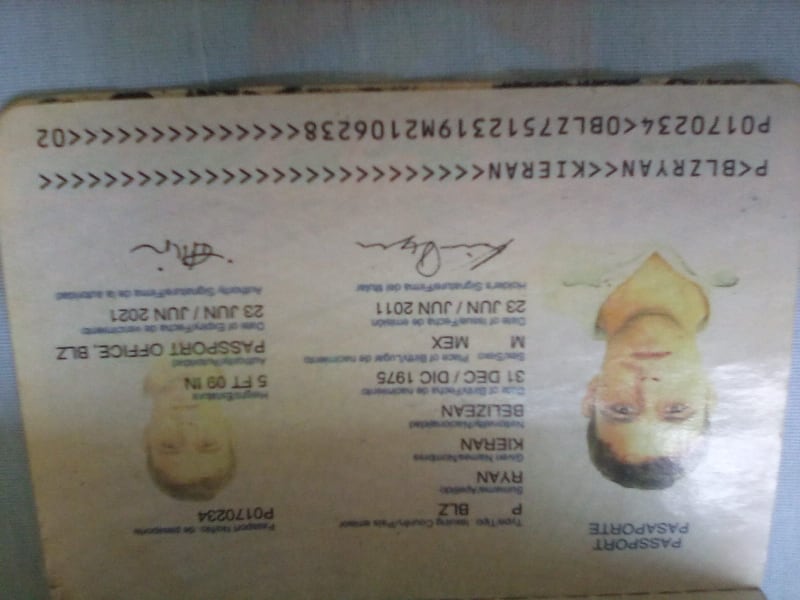 PASSPORT
PASAPORTE
Type/Tipo Issuing Country/País emisor
P BLZ
Passport No/No. de pasaporte
P0170234
Surname/Apellido
RYAN
Given Names/Nombres
KIERAN
Nationality/Nacionalidad
BELIZEAN
Date of Birth/Fecha de nacimiento
31 DEC / DIC 1975
Height/Estatura
5 FT 09 IN
Sex/Sexo Place of Birth/Lugar de nacimiento
M MEX
Authority/Autoridad
PASSPORT OFFICE, BLZ
Date of Issue/Fecha de emisión
23 JUN / JUN 2011
Date of Expiry/Fecha de vencimiento
23 JUN / JUN 2021
Holder's Signature/Firma del titular
Authority Signature/Firma de la autoridad
Kieran Ryan
P<BLZRYAN<<KIERAN<<<<<<<<<<<<<<<<<<<<<<<<<<<
P0170234<0BLZ7512319M2106238<<<<<<<<<<<<<<02